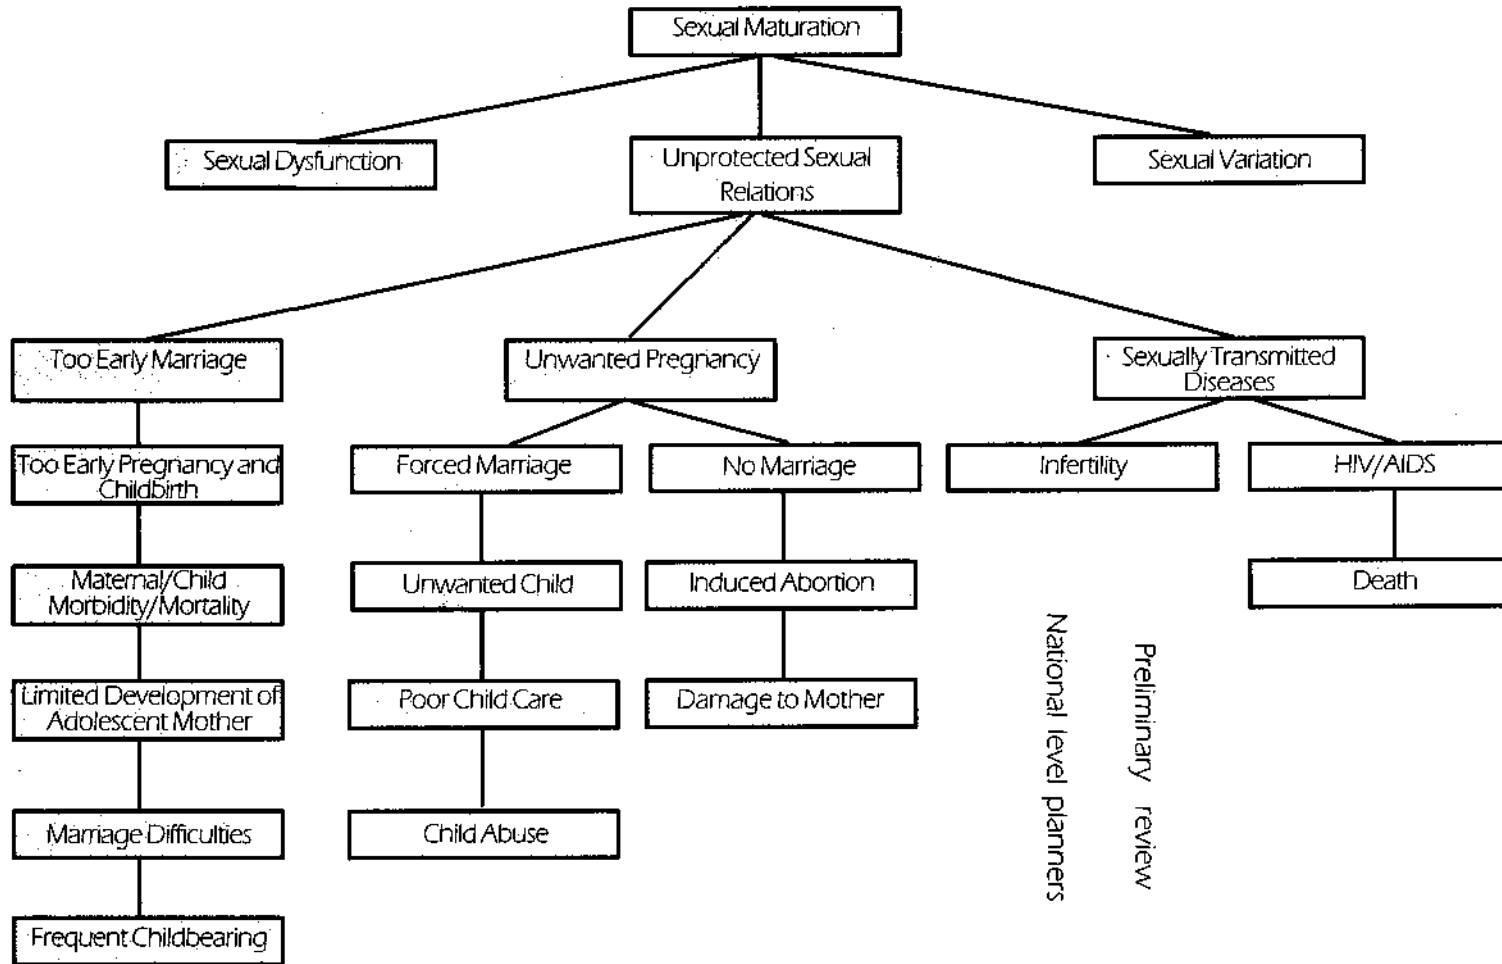 Sexual Maturation
Sexual Dysfunction
Unprotected Sexual
Relations
Sexual Variation
Too Early Marriage
Unwanted Pregnancy
Sexually Transmitted
Diseases
Too Early Pregnancy and
Childbirth
Forced Marriage
No Marriage
Infertility
HIV/AIDS
Maternal/Child
Morbidity/Mortality
Unwanted Child
Induced Abortion
Death
Limited Development of
Adolescent Mother
Poor Child Care
Damage to Mother
Marriage Difficulties
Child Abuse
Frequent Childbearing
Preliminary review
National level planners